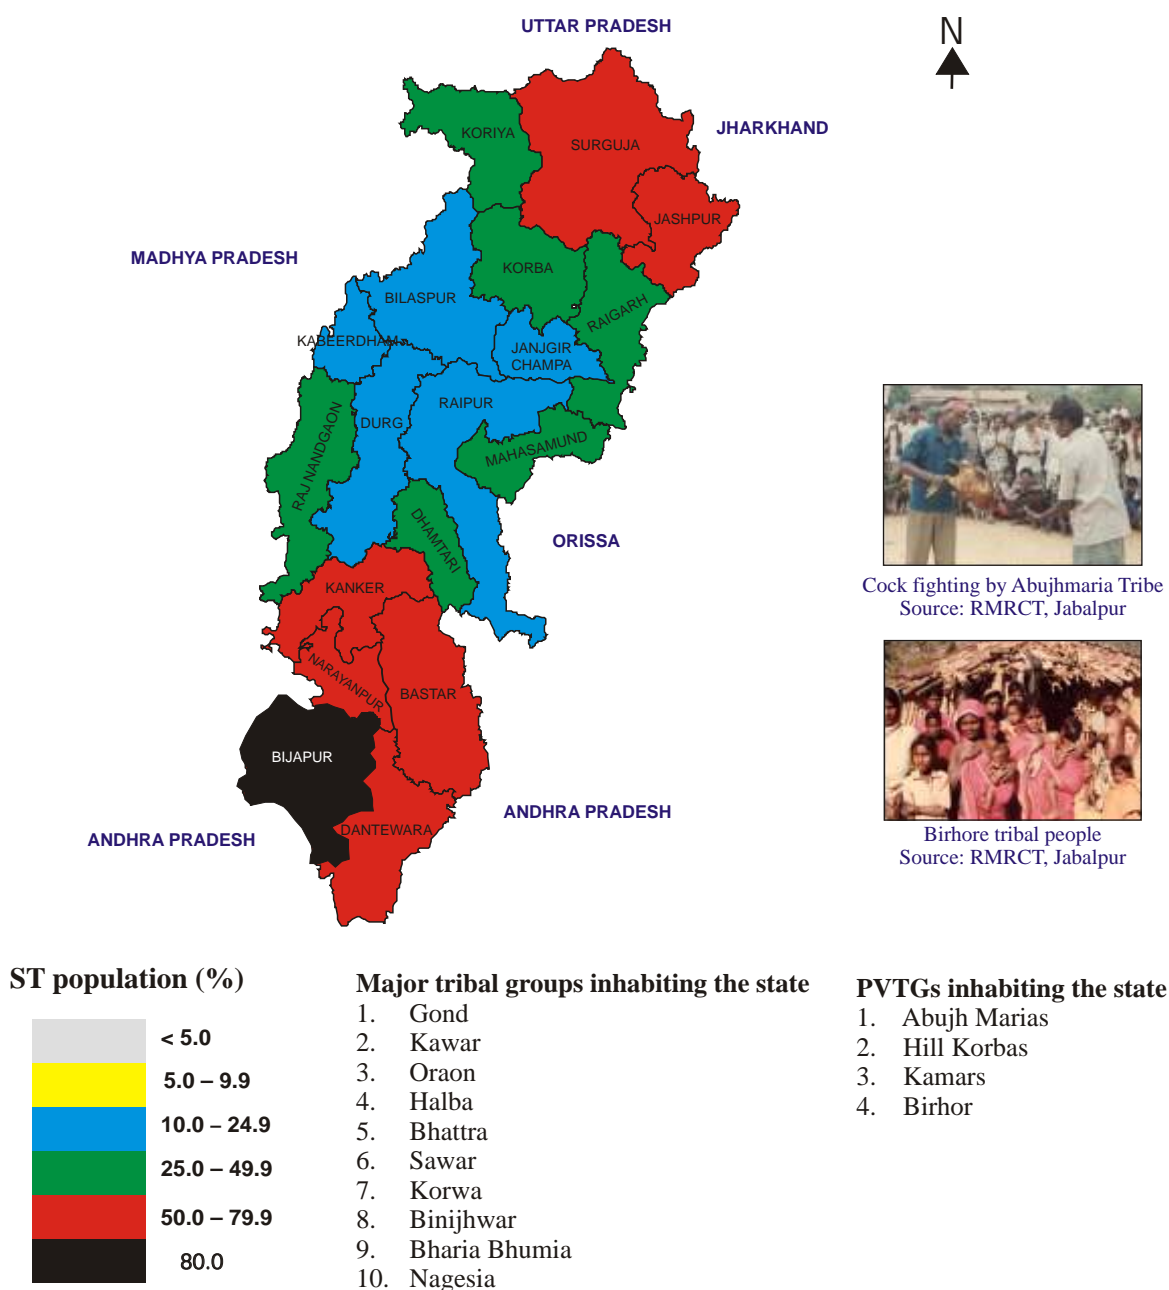 UTTAR PRADESH
N
KORIYA
SURGUJA
JHARKHAND
JASHPUR
MADHYA PRADESH
KORBA
BILASPUR
RAIGARH
KABEERDHAM
JANJGIR
CHAMPA
RAIPUR
DURG
RAJ NANDGAON
MAHASAMUND
DHAMTARI
ORISSA
KANKER
NARAYANPUR
BASTAR
BIJAPUR
DANTEWARA
ANDHRA PRADESH
ANDHRA PRADESH
Cock fighting by Abujhmaria Tribe
Source: RMRCT, Jabalpur
Birhore tribal people
Source: RMRCT, Jabalpur
ST population (%)
< 5.0
5.0 – 9.9
10.0 – 24.9
25.0 – 49.9
50.0 – 79.9
80.0
Major tribal groups inhabiting the state
1. Gond
2. Kawar
3. Oraon
4. Halba
5. Bhattra
6. Sawar
7. Korwa
8. Binijhwar
9. Bharia Bhumia
10. Nagesia
PVTGs inhabiting the state
1. Abujh Marias
2. Hill Korbas
3. Kamars
4. Birhor